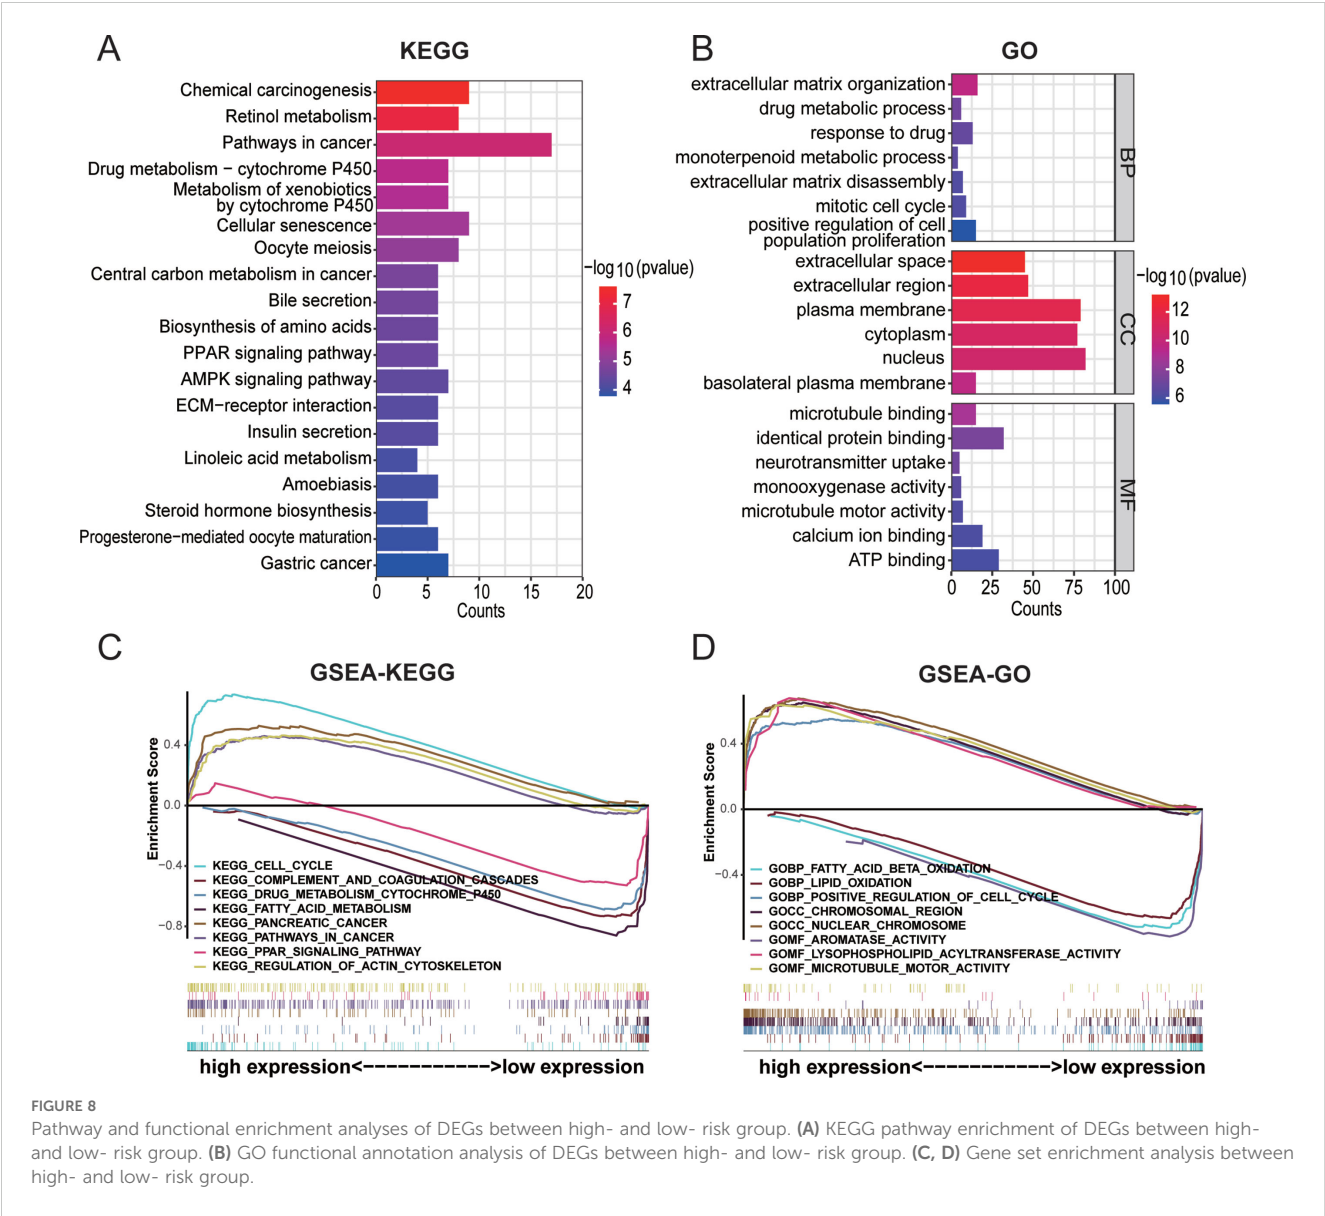 A
KEGG
Chemical carcinogenesis
Retinol metabolism
Pathways in cancer
Drug metabolism − cytochrome P450
Metabolism of xenobiotics
by cytochrome P450
Cellular senescence
Oocyte meiosis
Central carbon metabolism in cancer
Bile secretion
Biosynthesis of amino acids
PPAR signaling pathway
AMPK signaling pathway
ECM−receptor interaction
Insulin secretion
Linoleic acid metabolism
Amoebiasis
Steroid hormone biosynthesis
Progesterone−mediated oocyte maturation
Gastric cancer
0 5 10 15 20
Counts
−log10(pvalue)
7
6
5
4
B
GO
extracellular matrix organization
drug metabolic process
response to drug
monoterpenoid metabolic process
extracellular matrix disassembly
mitotic cell cycle
positive regulation of cell
population proliferation
BP
extracellular space
extracellular region
plasma membrane
cytoplasm
nucleus
basolateral plasma membrane
CC
microtubule binding
identical protein binding
neurotransmitter uptake
monooxygenase activity
microtubule motor activity
calcium ion binding
ATP binding
MF
0 25 50 75 100
Counts
−log10(pvalue)
12
10
8
6
C
GSEA-KEGG
Enrichment Score
0.4
0.0
−0.4
−0.8
KEGG_CELL_CYCLE
KEGG_COMPLEMENT_AND_COAGULATION_CASCADES
KEGG_DRUG_METABOLISM_CYTOCHROME_P450
KEGG_FATTY_ACID_METABOLISM
KEGG_PANCREATIC_CANCER
KEGG_PATHWAYS_IN_CANCER
KEGG_PPAR_SIGNALING_PATHWAY
KEGG_REGULATION_OF_ACTIN_CYTOSKELETON
high expression<------------>low expression
D
GSEA-GO
Enrichment Score
0.4
0.0
−0.4
GOBP_FATTY_ACID_BETA_OXIDATION
GOBP_LIPID_OXIDATION
GOBP_POSITIVE_REGULATION_OF_CELL_CYCLE
GOCC_CHROMOSOMAL_REGION
GOCC_NUCLEAR_CHROMOSOME
GOMF_AROMATASE_ACTIVITY
GOMF_LYSOPHOSPHOLIPID_ACYLTRANSFERASE_ACTIVITY
GOMF_MICROTUBULE_MOTOR_ACTIVITY
high expression<------------>low expression
FIGURE 8
Pathway and functional enrichment analyses of DEGs between high- and low- risk group. (A) KEGG pathway enrichment of DEGs between high-
and low- risk group. (B) GO functional annotation analysis of DEGs between high- and low- risk group. (C, D) Gene set enrichment analysis between
high- and low- risk group.